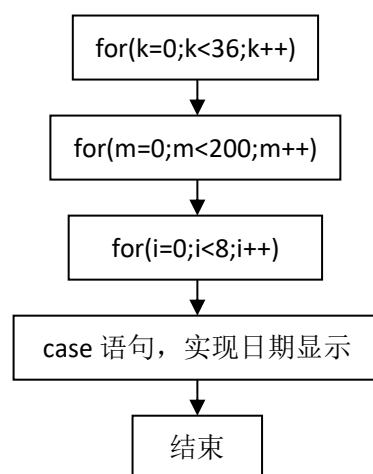 for(k=0;k<36;k++)
for(m=0;m<200;m++)
for(i=0;i<8;i++)
case 语句，实现日期显示
结束